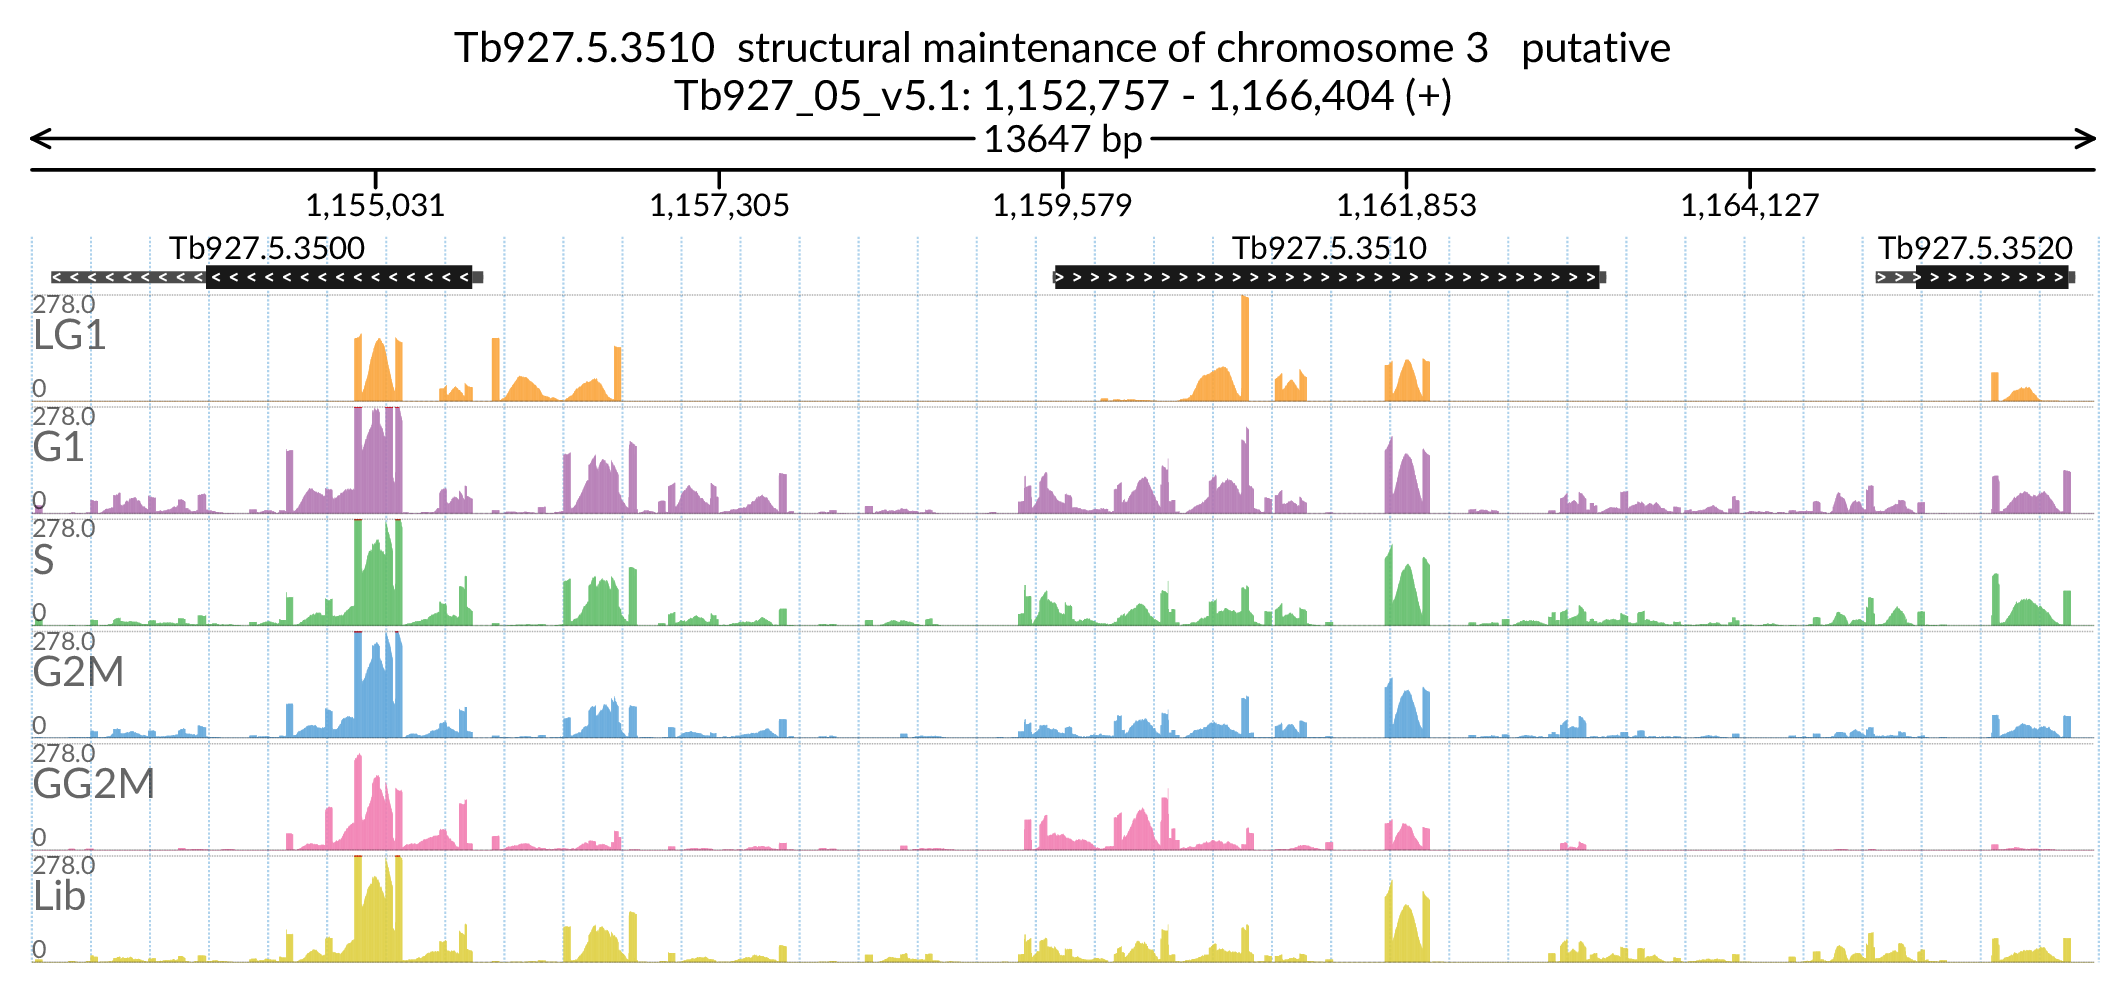 Tb927.5.3510  structural maintenance of chromosome 3   putative
Tb927_05_v5.1: 1,152,757 - 1,166,404 (+)
13647 bp
1,155,031 1,157,305 1,159,579 1,161,853 1,164,127
Tb927.5.3500 Tb927.5.3510 Tb927.5.3520
278.0
LG1
0
278.0
G1
0
278.0
S
0
278.0
G2M
0
278.0
GG2M
0
278.0
Lib
0